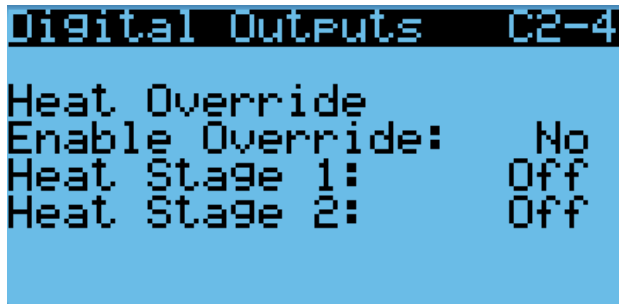 Digital Outputs C2-4
Heat Override
Enable Override: No
Heat Stage 1: Off
Heat Stage 2: Off